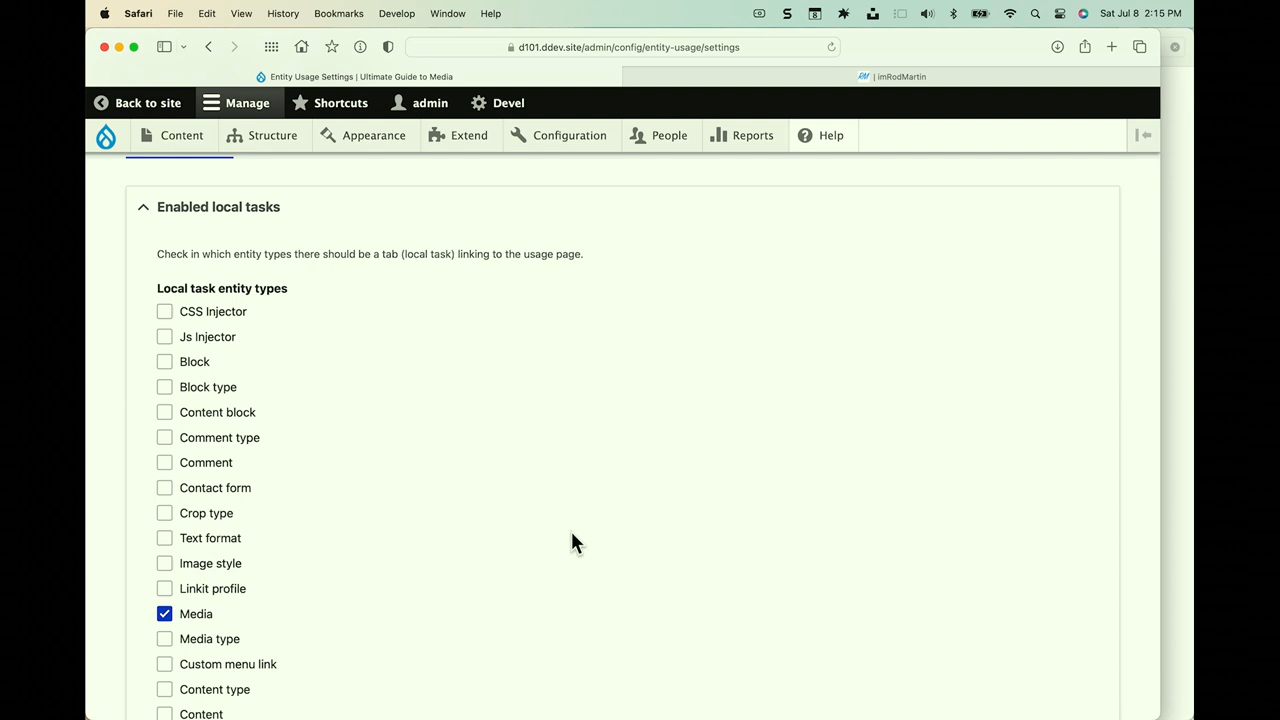 Safari File Edit View History Bookmarks Develop Window Help Sat Jul 8 2:15 PM
d101.ddev.site/admin/config/entity-usage/settings
Entity Usage Settings | Ultimate Guide to Media
| imRodMartin
Back to site Manage Shortcuts admin Devel
Content Structure Appearance Extend Configuration People Reports Help
Enabled local tasks
Check in which entity types there should be a tab (local task) linking to the usage page.
Local task entity types
CSS Injector
Js Injector
Block
Block type
Content block
Comment type
Comment
Contact form
Crop type
Text format
Image style
Linkit profile
Media
Media type
Custom menu link
Content type
Content